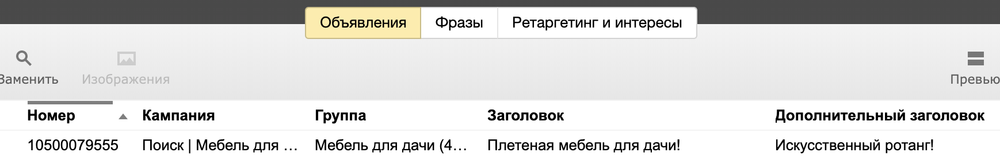 Объявления Фразы Ретаргетинг и интересы
Заменить Изображения Превью
Номер Кампания Группа Заголовок Дополнительный заголовок
10500079555 Поиск | Мебель для ... Мебель для дачи (4... Плетеная мебель для дачи! Искусственный ротанг!